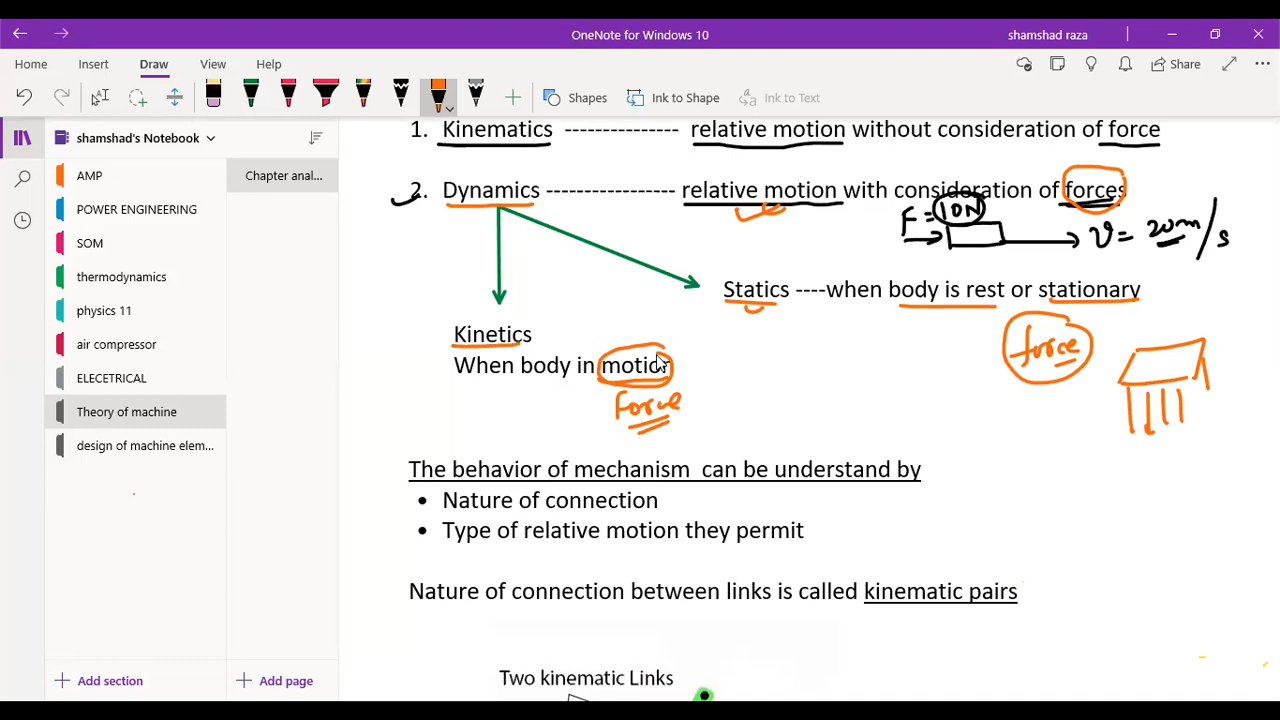 OneNote for Windows 10
shamshad raza
Home Insert Draw View Help
Share
Shapes
Ink to Shape
Ink to Text
shamshad's Notebook
AMP
POWER ENGINEERING
SOM
thermodynamics
physics 11
air compressor
ELECETRICAL
Theory of machine
design of machine elem...
Add section
Chapter anal...
Add page
1. Kinematics --------------- relative motion without consideration of force
2. Dynamics ----------------- relative motion with consideration of forces
F = 10N
v = 20m/s
Statics ----when body is rest or stationary
Kinetics
When body in motion
force
Force
The behavior of mechanism can be understand by
• Nature of connection
• Type of relative motion they permit
Nature of connection between links is called kinematic pairs
Two kinematic Links